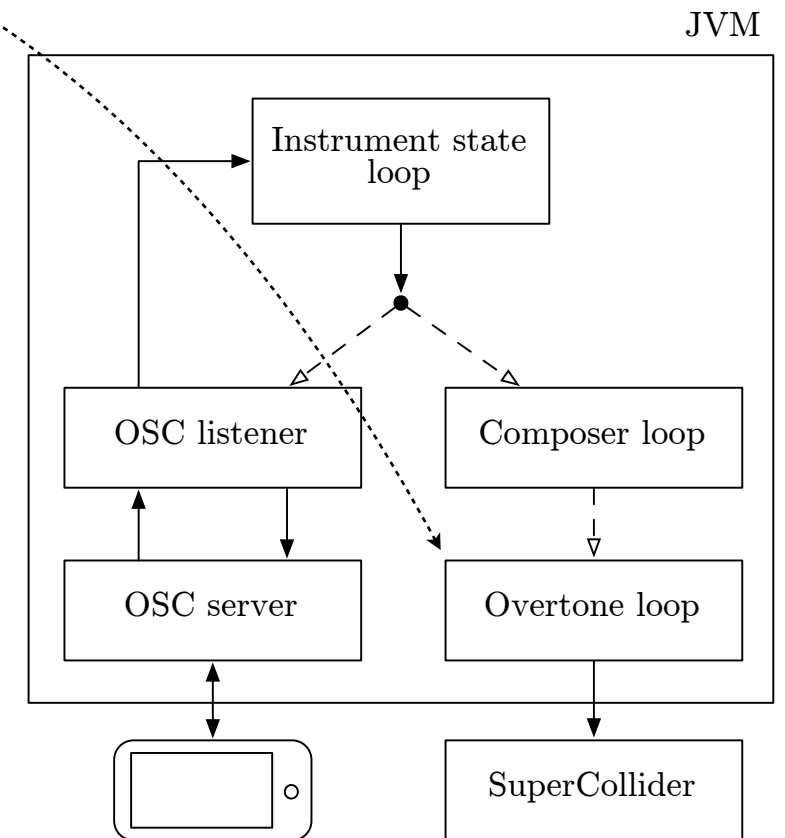 JVM
Instrument state
loop
OSC listener
Composer loop
OSC server
Overtone loop
SuperCollider